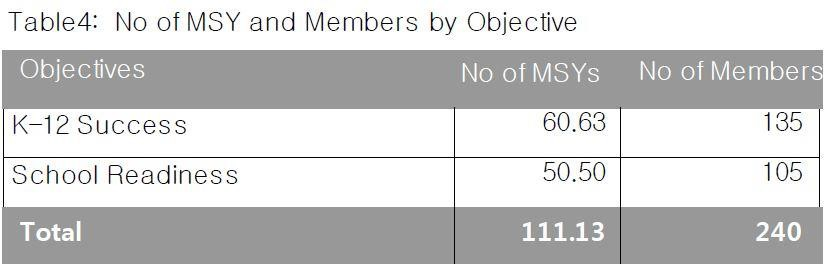 Table4: No of MSY and Members by Objective
Objectives No of MSYs No of Members
K-12 Success 60.63 135
School Readiness 50.50 105
Total 111.13 240